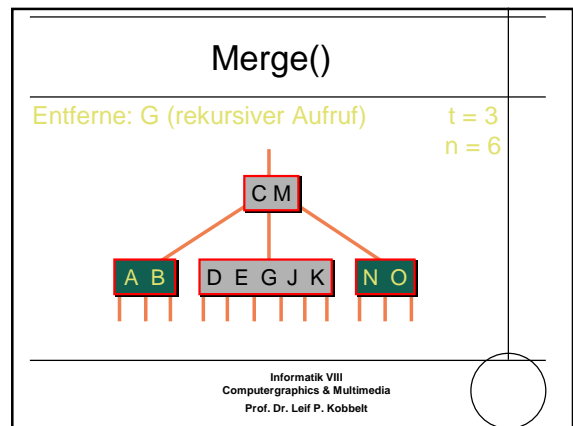 Merge()
Entferne: G (rekursiver Aufruf) t = 3
n = 6
C M
A B D E G J K N O
Informatik VIII
Computergraphics & Multimedia
Prof. Dr. Leif P. Kobbelt